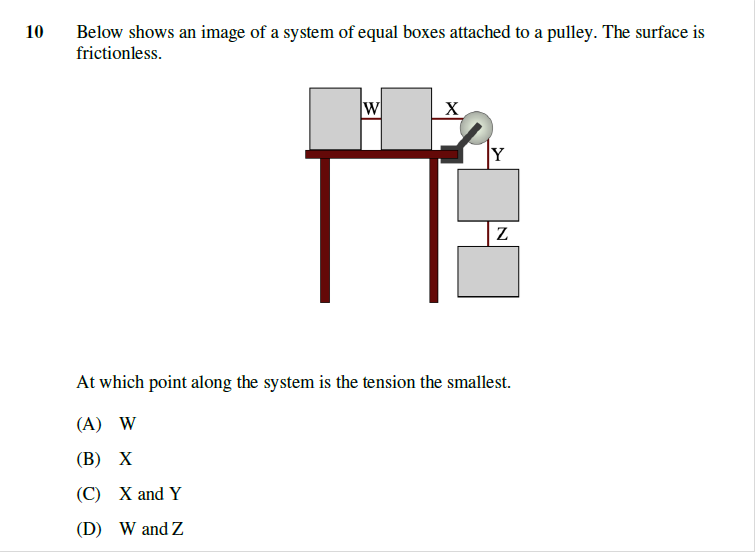 10 Below shows an image of a system of equal boxes attached to a pulley. The surface is
frictionless.
W
X
Y
Z
At which point along the system is the tension the smallest.
(A) W
(B) X
(C) X and Y
(D) W and Z